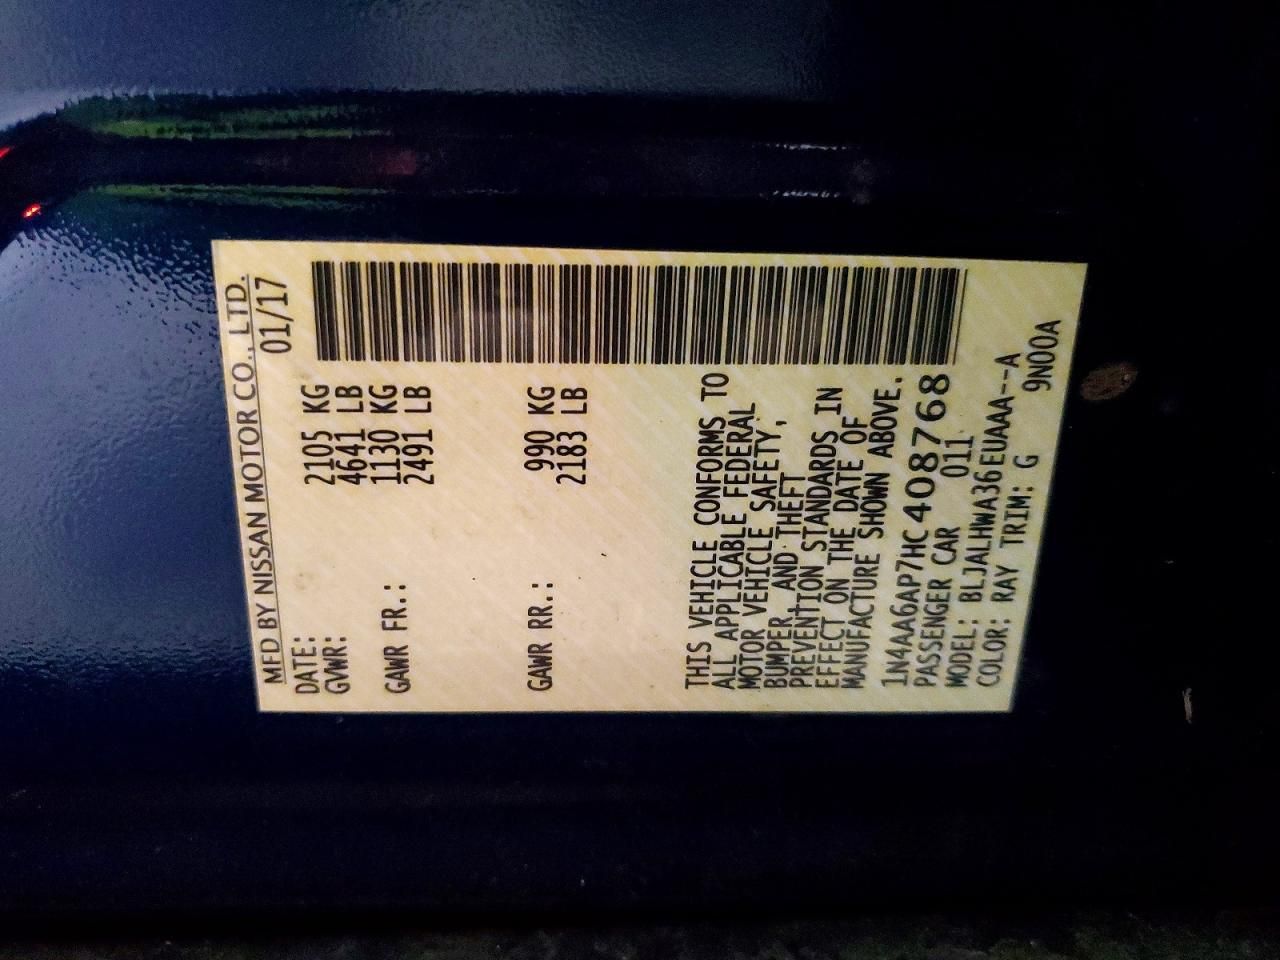 MFD BY NISSAN MOTOR CO., LTD.
DATE: 01/17
GVWR: 2105 KG
4641 LB
GAWR FR.: 1130 KG
2491 LB
GAWR RR.: 990 KG
2183 LB
THIS VEHICLE CONFORMS TO
ALL APPLICABLE FEDERAL
MOTOR VEHICLE SAFETY,
BUMPER, AND THEFT
PREVENTION STANDARDS IN
EFFECT ON THE DATE OF
MANUFACTURE SHOWN ABOVE.
1N4AA6AP7HC408768
PASSENGER CAR 011
MODEL: BLJALHWA36EUAAA--A
COLOR: RAY TRIM: G 9N00A